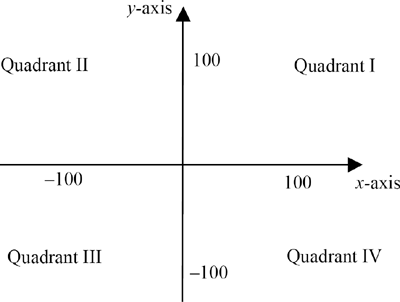 y-axis
100
Quadrant II
Quadrant I
–100
100
x-axis
Quadrant III
Quadrant IV
–100